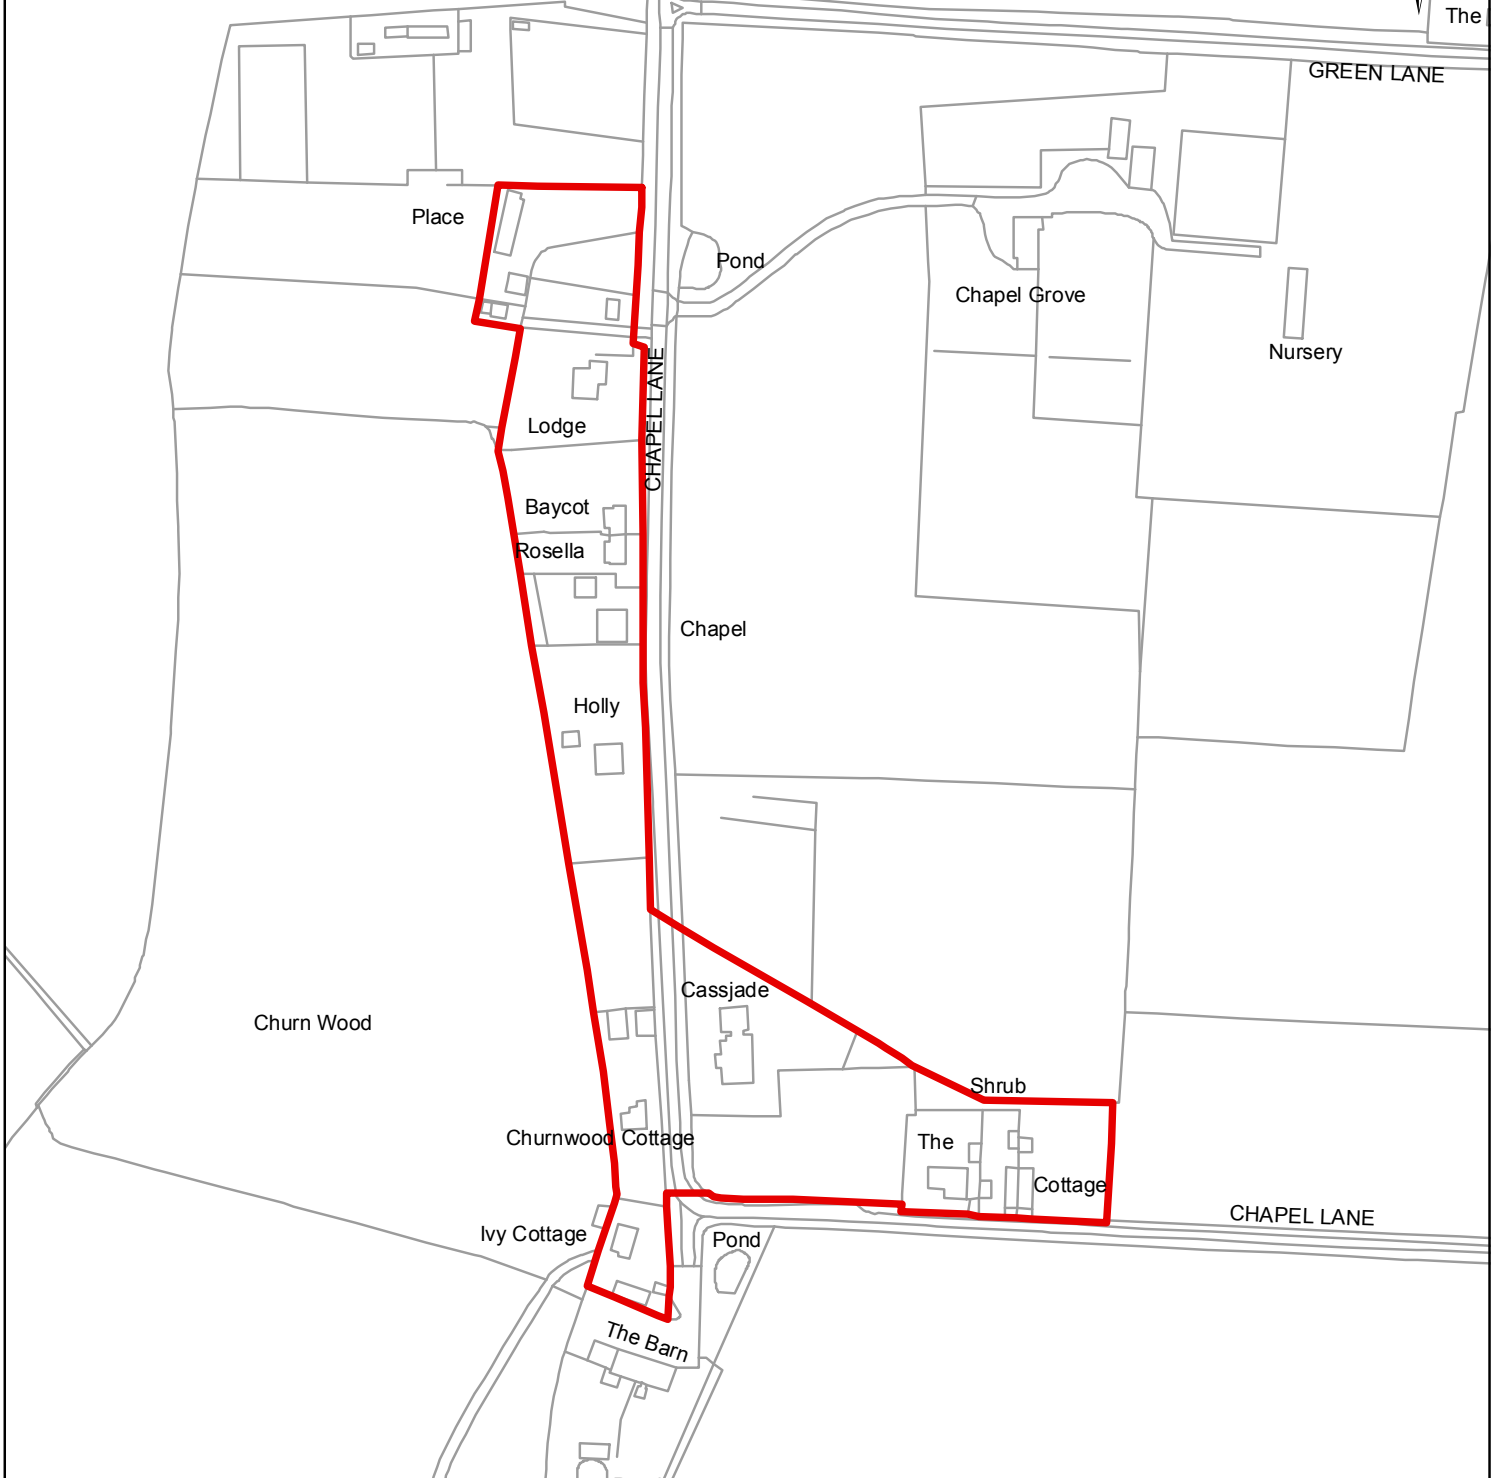 The
GREEN LANE
Place
Pond
Chapel Grove
Nursery
CHAPEL LANE
Lodge
Baycot
Rosella
Chapel
Holly
Cassjade
Churn Wood
Shrub
Churnwood Cottage
The
Cottage
Ivy Cottage
Pond
CHAPEL LANE
The Barn